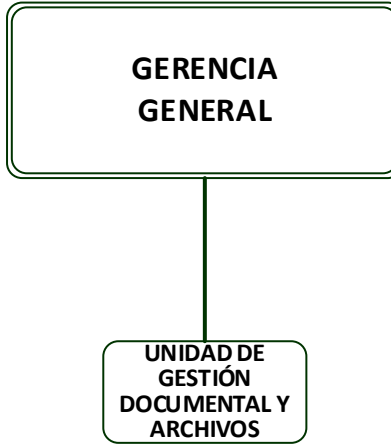 GERENCIA
GENERAL
UNIDAD DE
GESTIÓN
DOCUMENTAL Y
ARCHIVOS